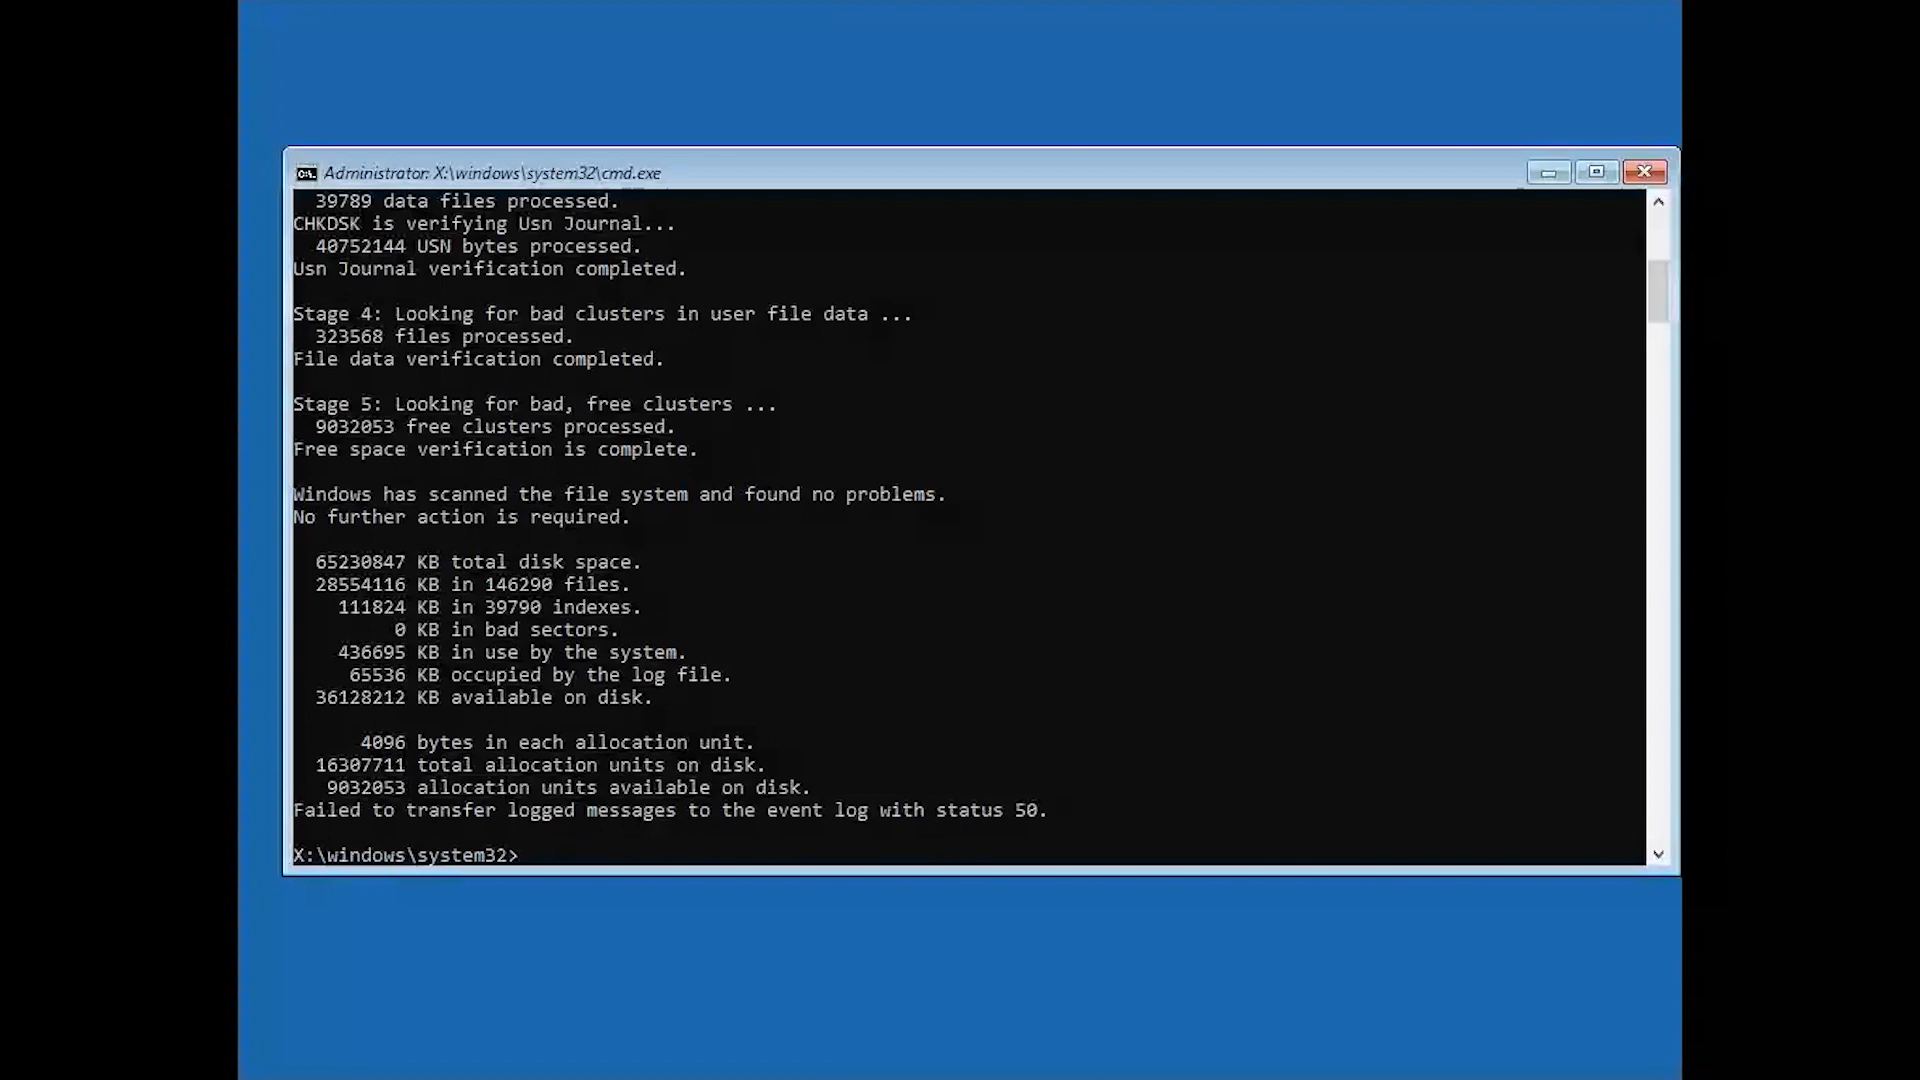 Administrator: X:\windows\system32\cmd.exe
39789 data files processed.
CHKDSK is verifying Usn Journal...
40752144 USN bytes processed.
Usn Journal verification completed.
Stage 4: Looking for bad clusters in user file data ...
323568 files processed.
File data verification completed.
Stage 5: Looking for bad, free clusters ...
9032053 free clusters processed.
Free space verification is complete.
Windows has scanned the file system and found no problems.
No further action is required.
65230847 KB total disk space.
28554116 KB in 146290 files.
111824 KB in 39790 indexes.
0 KB in bad sectors.
436695 KB in use by the system.
65536 KB occupied by the log file.
36128212 KB available on disk.
4096 bytes in each allocation unit.
16307711 total allocation units on disk.
9032053 allocation units available on disk.
Failed to transfer logged messages to the event log with status 50.
X:\windows\system32>